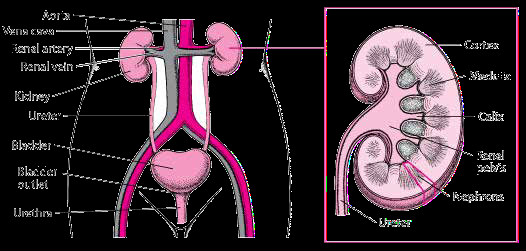 Aorta
Vena cava
Renal artery
Renal vein
Kidney
Ureter
Bladder
Bladder
outlet
Urethra
Cortex
Medulla
Calix
Renal
pelvis
Nephrons
Ureter